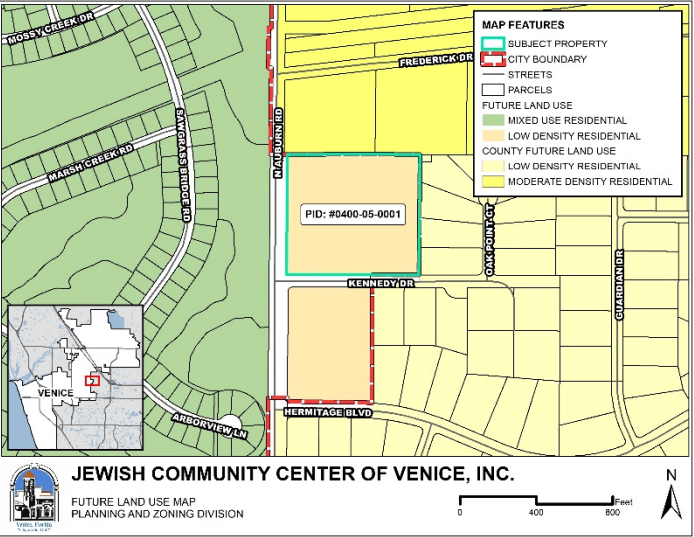 MOSSY CREEK DR
SAWGRASS BRIDGE RD
MARSH CREEK RD
N AUBURN RD
FREDERICK DR
MAP FEATURES
SUBJECT PROPERTY
CITY BOUNDARY
STREETS
PARCELS
FUTURE LAND USE
MIXED USE RESIDENTIAL
LOW DENSITY RESIDENTIAL
COUNTY FUTURE LAND USE
LOW DENSITY RESIDENTIAL
MODERATE DENSITY RESIDENTIAL
PID: #0400-05-0001
OAK POINT CT
KENNEDY DR
GUARDIAN DR
VENICE
HERMITAGE BLVD
ARBORVIEW LN
JEWISH COMMUNITY CENTER OF VENICE, INC.
FUTURE LAND USE MAP
PLANNING AND ZONING DIVISION
Venice, Florida
0 400 800 Feet
N